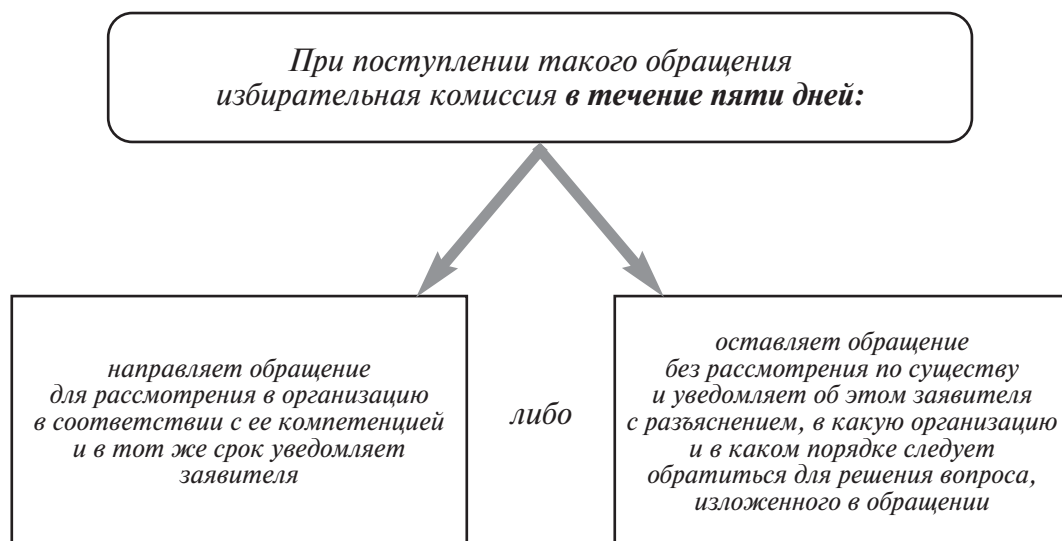 При поступлении такого обращения
избирательная комиссия в течение пяти дней:
направляет обращение
для рассмотрения в организацию
в соответствии с ее компетенцией
и в тот же срок уведомляет
заявителя
либо
оставляет обращение
без рассмотрения по существу
и уведомляет об этом заявителя
с разъяснением, в какую организацию
и в каком порядке следует
обратиться для решения вопроса,
изложенного в обращении